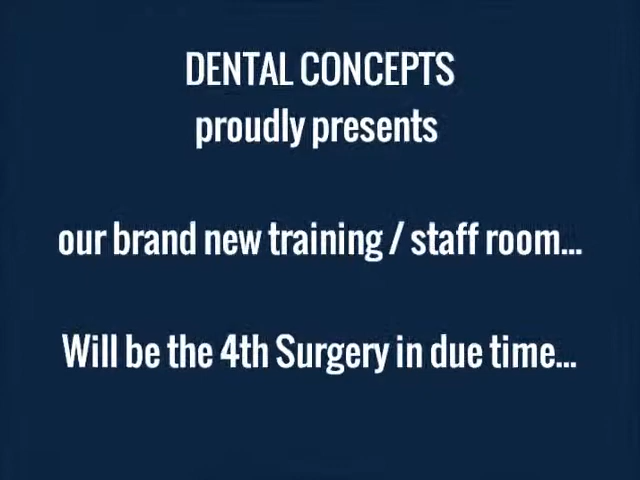 DENTAL CONCEPTS
proudly presents
our brand new training / staff room...
Will be the 4th Surgery in due time...